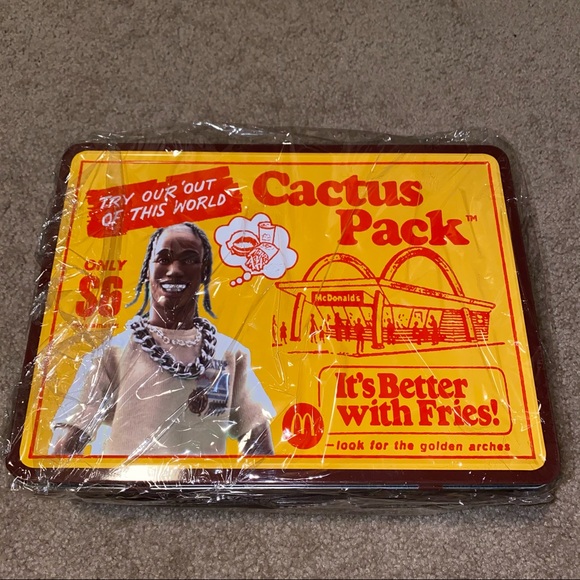 TRY OUR 'OUT
OF THIS WORLD'
Cactus
Pack™
ONLY
$6
McDonalds
It's Better
with Fries!
M
—look for the golden arches